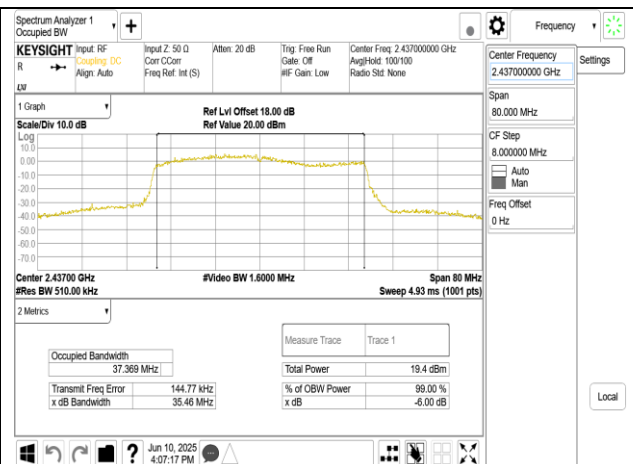 Spectrum Analyzer 1
Occupied BW
+
Frequency
KEYSIGHT
R
Input: RF
Coupling: DC
Align: Auto
Input Z: 50 Ω
Corr CCorr
Freq Ref: Int (S)
Atten: 20 dB
Trig: Free Run
Gate: Off
#IF Gain: Low
Center Freq: 2.437000000 GHz
Avg|Hold: 100/100
Radio Std: None
Center Frequency
2.437000000 GHz
Settings
Span
80.000 MHz
CF Step
8.000000 MHz
Auto
Man
Freq Offset
0 Hz
Local
1 Graph
Scale/Div 10.0 dB
Ref Lvl Offset 18.00 dB
Ref Value 20.00 dBm
Log
10.0
0.00
-10.0
-20.0
-30.0
-40.0
-50.0
-60.0
-70.0
Center 2.43700 GHz
#Video BW 1.6000 MHz
Span 80 MHz
#Res BW 510.00 kHz
Sweep 4.93 ms (1001 pts)
2 Metrics
Measure Trace Trace 1
Occupied Bandwidth
37.369 MHz
Total Power 19.4 dBm
Transmit Freq Error 144.77 kHz
% of OBW Power 99.00 %
x dB Bandwidth 35.46 MHz
x dB -6.00 dB
?
Jun 10, 2025
4:07:17 PM